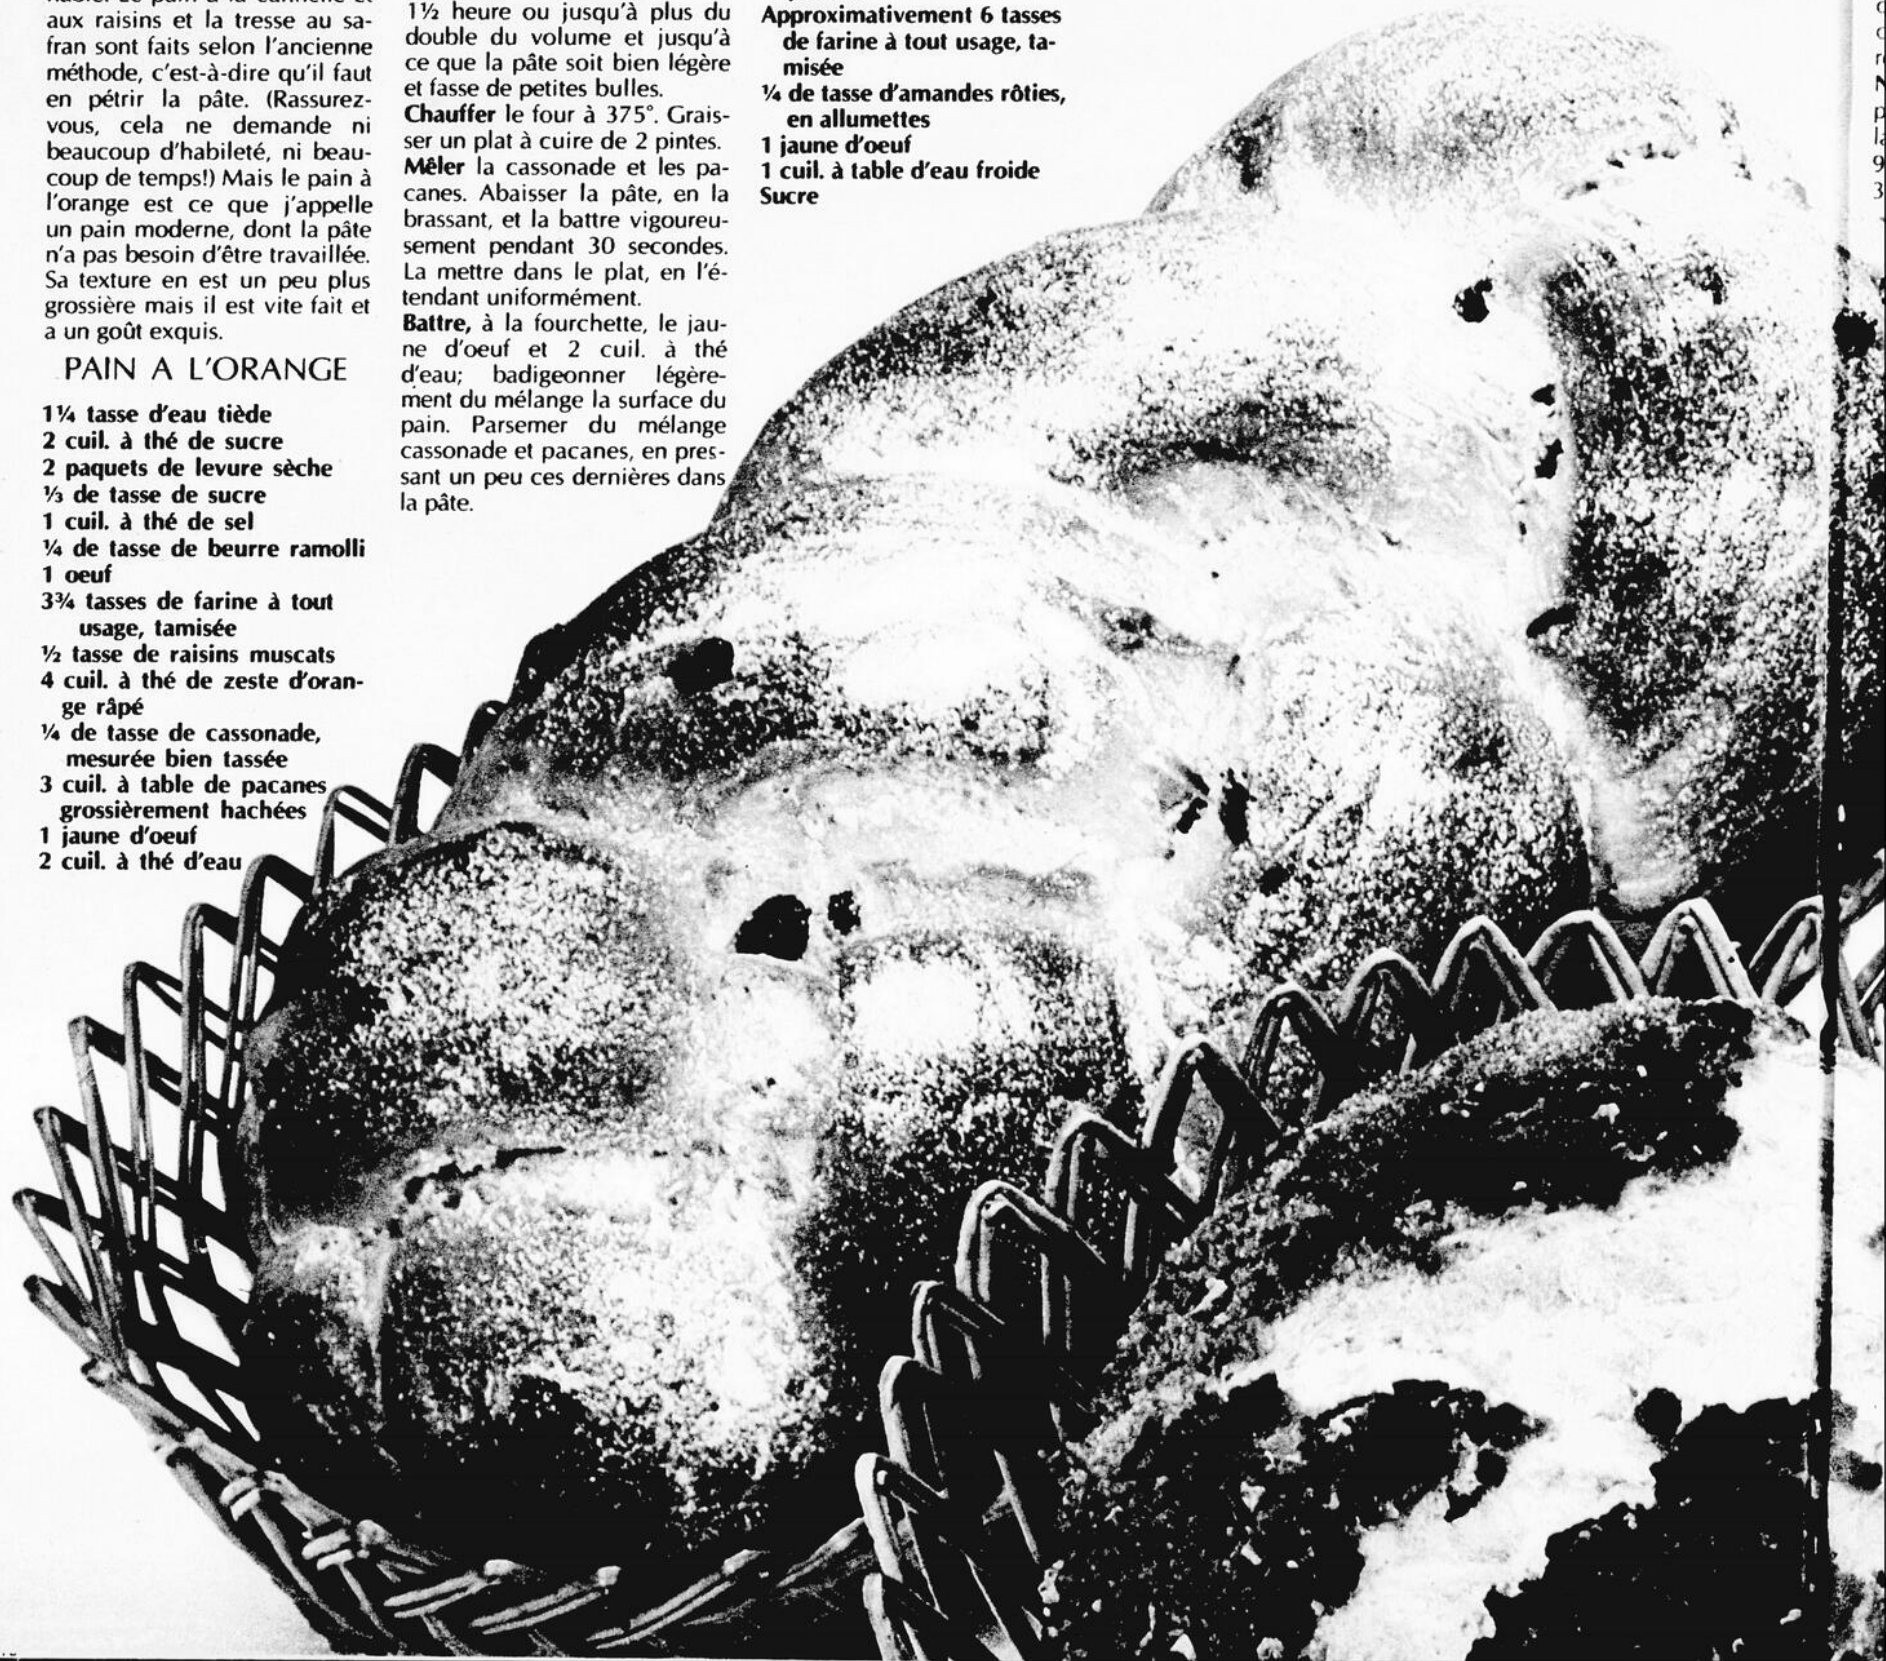 aux raisins et la tresse au sa-
fran sont faits selon l'ancienne
méthode, c'est-à-dire qu'il faut
en pétrir la pâte. (Rassurez-
vous, cela ne demande ni
beaucoup d'habileté, ni beau-
coup de temps!) Mais le pain à
l'orange est ce que j'appelle
un pain moderne, dont la pâte
n'a pas besoin d'être travaillée.
Sa texture en est un peu plus
grossière mais il est vite fait et
a un goût exquis.
PAIN A L'ORANGE
1¼ tasse d'eau tiède
2 cuil. à thé de sucre
2 paquets de levure sèche
⅓ de tasse de sucre
1 cuil. à thé de sel
¼ de tasse de beurre ramolli
1 oeuf
3¾ tasses de farine à tout
usage, tamisée
½ tasse de raisins muscats
4 cuil. à thé de zeste d'oran-
ge râpé
¼ de tasse de cassonade,
mesurée bien tassée
3 cuil. à table de pacanes
grossièrement hachées
1 jaune d'oeuf
2 cuil. à thé d'eau
1½ heure ou jusqu'à plus du
double du volume et jusqu'à
ce que la pâte soit bien légère
et fasse de petites bulles.
Chauffer le four à 375°. Grais-
ser un plat à cuire de 2 pintes.
Mêler la cassonade et les pa-
canes. Abaisser la pâte, en la
brassant, et la battre vigoureu-
sement pendant 30 secondes.
La mettre dans le plat, en l'é-
tendant uniformément.
Battre, à la fourchette, le jau-
ne d'oeuf et 2 cuil. à thé
d'eau; badigeonner légère-
ment du mélange la surface du
pain. Parsemer du mélange
cassonade et pacanes, en pres-
sant un peu ces dernières dans
la pâte.
Approximativement 6 tasses
de farine à tout usage, ta-
misée
¼ de tasse d'amandes rôties,
en allumettes
1 jaune d'oeuf
1 cuil. à table d'eau froide
Sucre